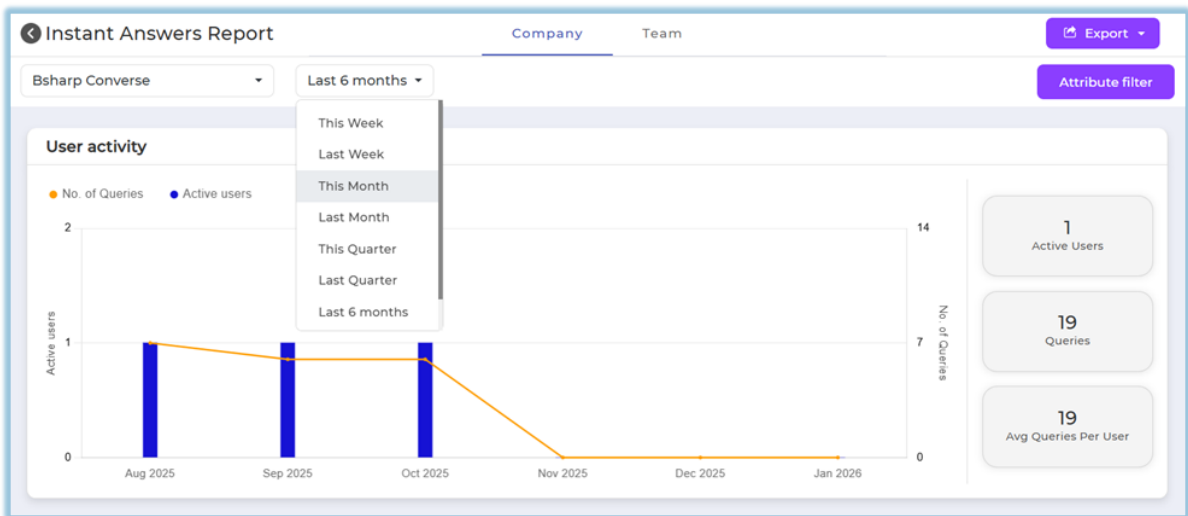 Instant Answers Report
Company
Team
Export
Bsharp Converse
Last 6 months
Attribute filter
This Week
Last Week
This Month
Last Month
This Quarter
Last Quarter
Last 6 months
User activity
No. of Queries
Active users
2
1
0
Active users
14
7
0
No. of Queries
Aug 2025
Sep 2025
Oct 2025
Nov 2025
Dec 2025
Jan 2026
1
Active Users
19
Queries
19
Avg Queries Per User